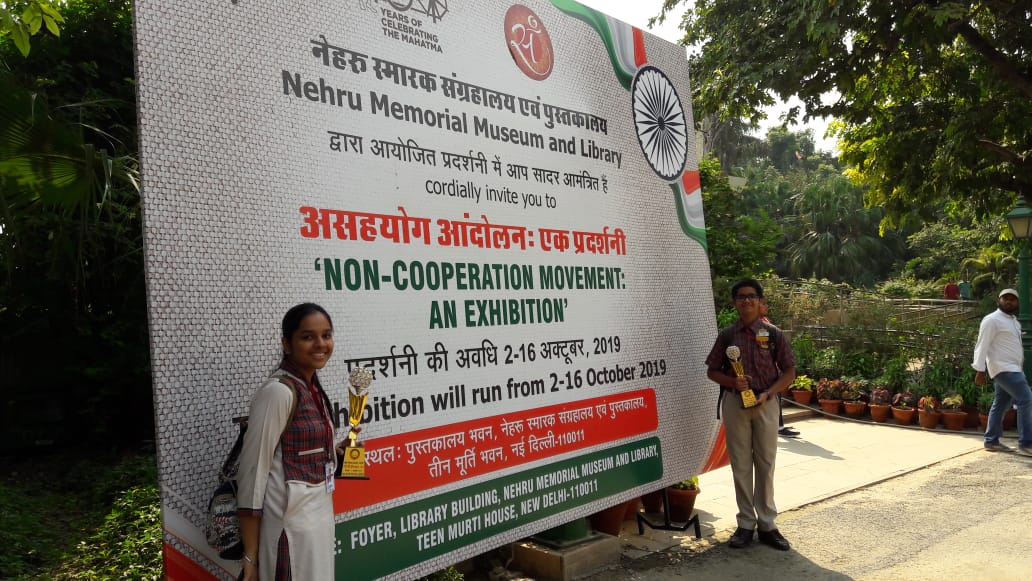 YEARS OF
CELEBRATING
THE MAHATMA
नेहरू स्मारक संग्रहालय एवं पुस्तकालय
Nehru Memorial Museum and Library
द्वारा आयोजित प्रदर्शनी में आप सादर आमंत्रित हैं
cordially invite you to
असहयोग आंदोलन: एक प्रदर्शनी
'NON-COOPERATION MOVEMENT:
AN EXHIBITION'
प्रदर्शनी की अवधि 2-16 अक्टूबर, 2019
hibition will run from 2-16 October 2019
स्थल: पुस्तकालय भवन, नेहरू स्मारक संग्रहालय एवं पुस्तकालय,
तीन मूर्ति भवन, नई दिल्ली-110011
E: FOYER, LIBRARY BUILDING, NEHRU MEMORIAL MUSEUM AND LIBRARY,
TEEN MURTI HOUSE, NEW DELHI-110011